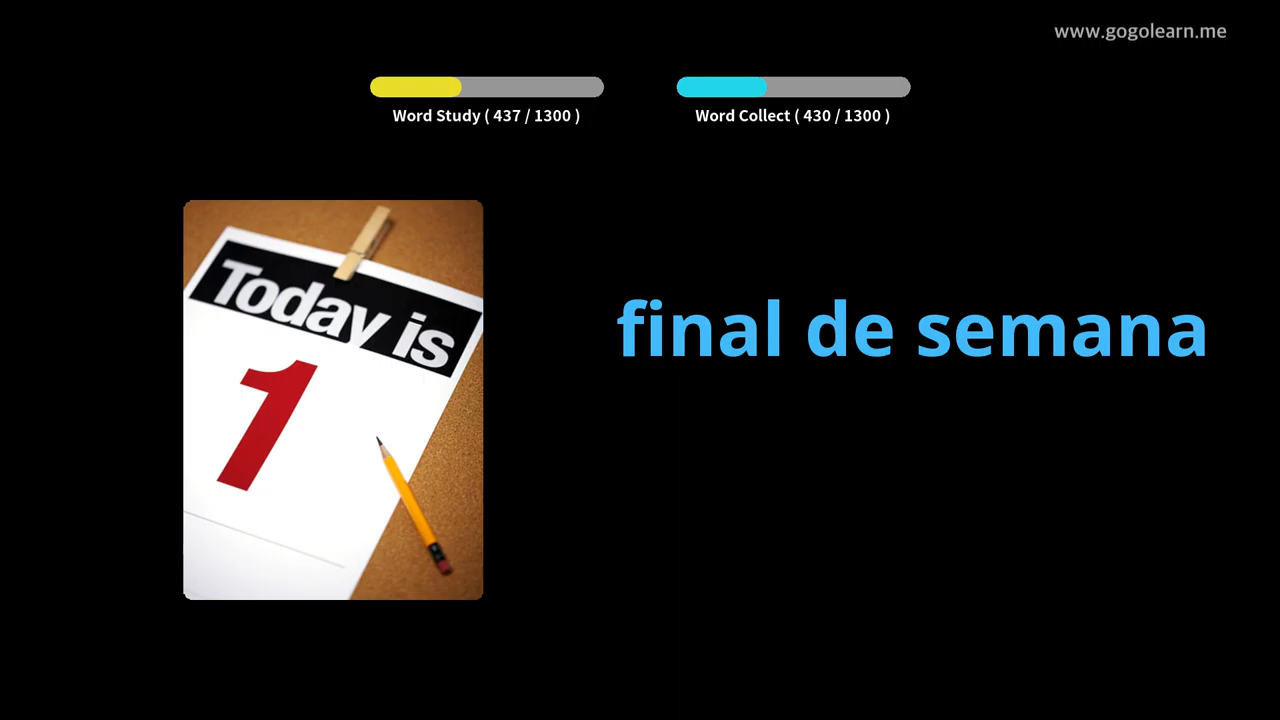 www.gogolearn.me
Word Study ( 437 / 1300 )
Word Collect ( 430 / 1300 )
Today is
1
final de semana